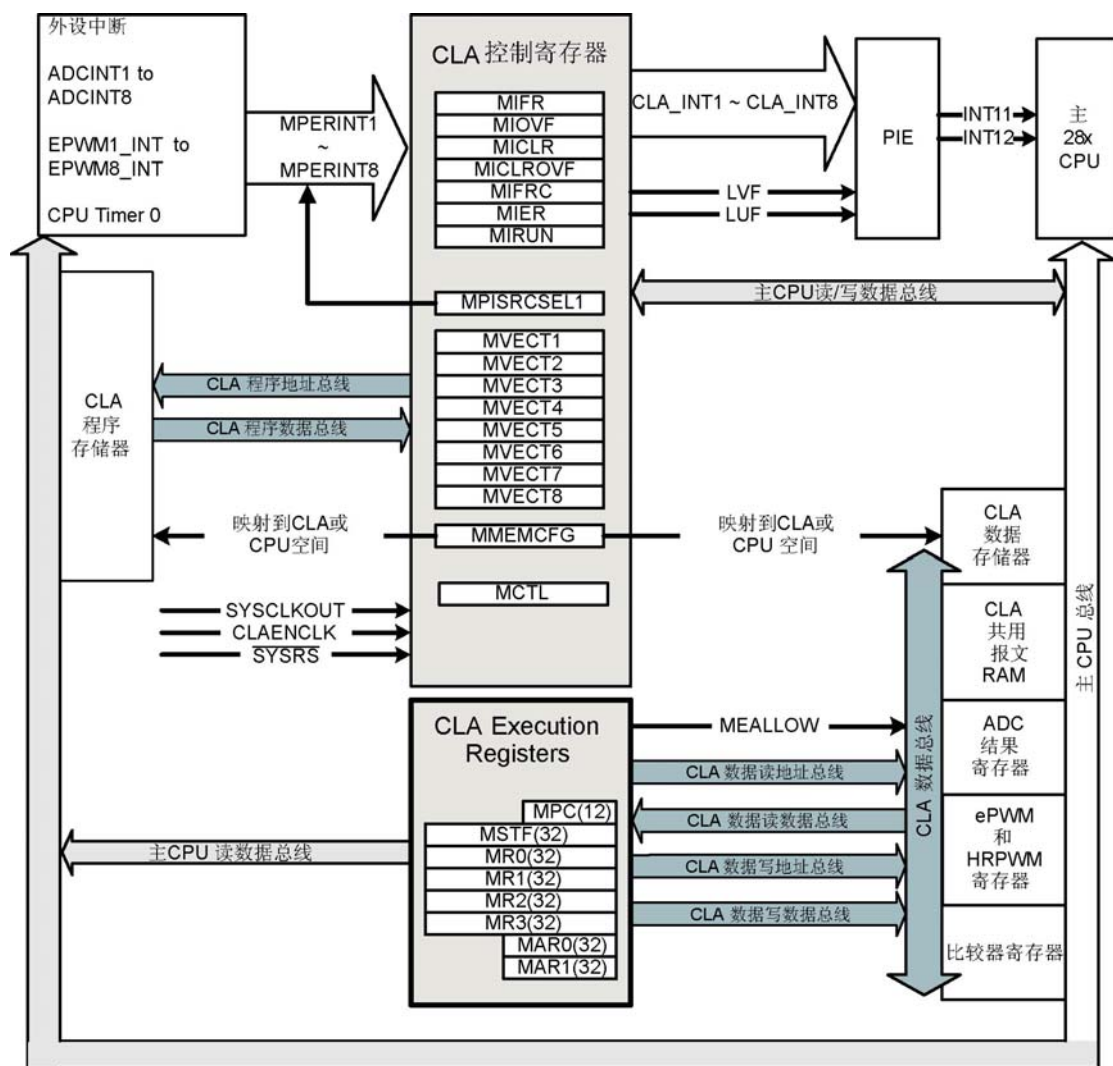 外设中断
ADCINT1 to
ADCINT8
EPWM1_INT to
EPWM8_INT
CPU Timer 0
MPERINT1
~
MPERINT8
CLA 控制寄存器
MIFR
MIOVF
MICLR
MICLROVF
MIFRC
MIER
MIRUN
MPISRCSEL1
MVECT1
MVECT2
MVECT3
MVECT4
MVECT5
MVECT6
MVECT7
MVECT8
MMEMCFG
MCTL
CLA_INT1 ~ CLA_INT8
LVF
LUF
PIE
INT11
INT12
主
28x
CPU
主CPU读/写数据总线
CLA 程序地址总线
CLA 程序数据总线
CLA
程序
存储器
映射到CLA或
CPU空间
映射到CLA或
CPU 空间
SYSCLKOUT
CLAENCLK
SYSRS
CLA
数据
存储器
CLA
共用
报文
RAM
ADC
结果
寄存器
ePWM
和
HRPWM
寄存器
比较器寄存器
主 CPU 总线
CLA 数据总线
CLA Execution
Registers
MPC(12)
MSTF(32)
MR0(32)
MR1(32)
MR2(32)
MR3(32)
MAR0(32)
MAR1(32)
MEALLOW
CLA 数据读地址总线
CLA 数据读数据总线
CLA 数据写地址总线
CLA 数据写数据总线
主CPU 读数据总线